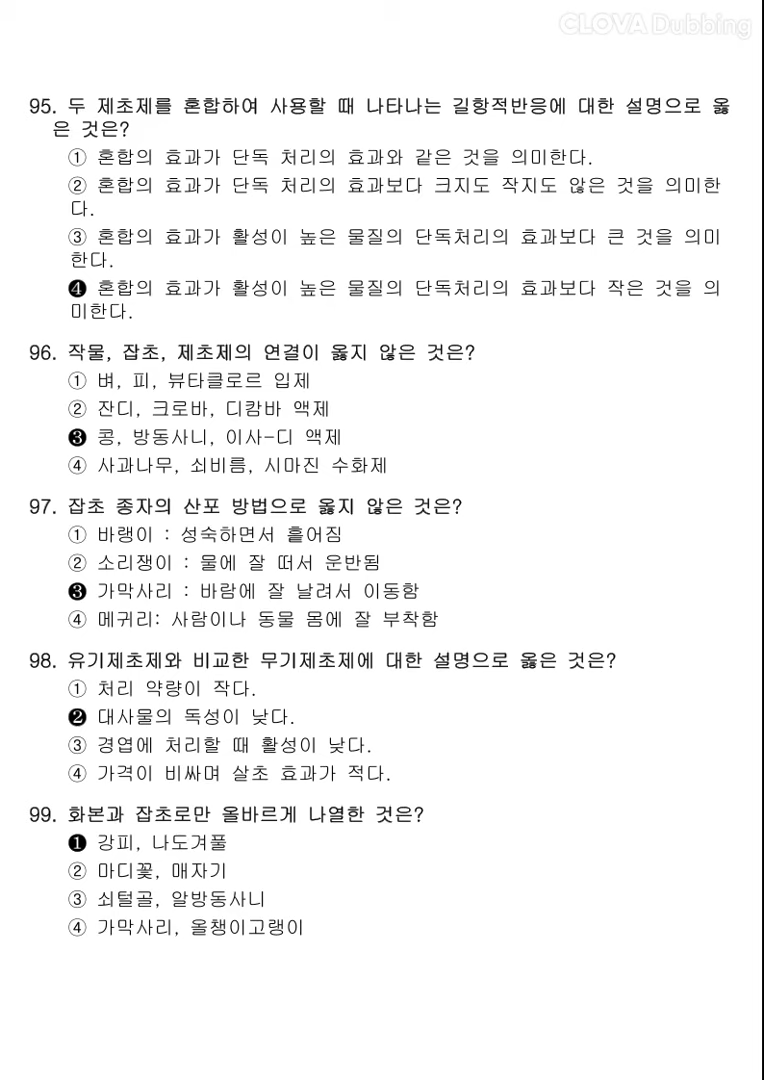 CLOVA Dubbing
95. 두 제초제를 혼합하여 사용할 때 나타나는 길항적반응에 대한 설명으로 옳
은 것은?
① 혼합의 효과가 단독 처리의 효과와 같은 것을 의미한다.
② 혼합의 효과가 단독 처리의 효과보다 크지도 작지도 않은 것을 의미한
다.
③ 혼합의 효과가 활성이 높은 물질의 단독처리의 효과보다 큰 것을 의미
한다.
❹ 혼합의 효과가 활성이 높은 물질의 단독처리의 효과보다 작은 것을 의
미한다.
96. 작물, 잡초, 제초제의 연결이 옳지 않은 것은?
① 벼, 피, 뷰타클로르 입제
② 잔디, 크로바, 디캄바 액제
❸ 콩, 방동사니, 이사-디 액제
④ 사과나무, 쇠비름, 시마진 수화제
97. 잡초 종자의 산포 방법으로 옳지 않은 것은?
① 바랭이 : 성숙하면서 흩어짐
② 소리쟁이 : 물에 잘 떠서 운반됨
❸ 가막사리 : 바람에 잘 날려서 이동함
④ 메귀리: 사람이나 동물 몸에 잘 부착함
98. 유기제초제와 비교한 무기제초제에 대한 설명으로 옳은 것은?
① 처리 약량이 작다.
❷ 대사물의 독성이 낮다.
③ 경엽에 처리할 때 활성이 낮다.
④ 가격이 비싸며 살초 효과가 적다.
99. 화본과 잡초로만 올바르게 나열한 것은?
❶ 강피, 나도겨풀
② 마디꽃, 매자기
③ 쇠털골, 알방동사니
④ 가막사리, 올챙이고랭이